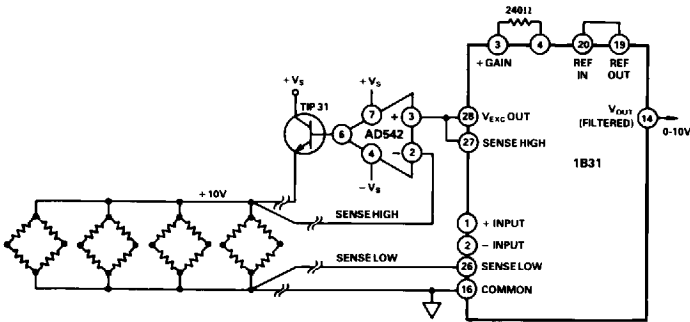 240Ω
3
4
20
19
+ GAIN
REF IN
REF OUT
+VS
+VS
TIP 31
7
+
3
28
VEXC OUT
VOUT (FILTERED)
14
0-10V
6
AD542
4
–
2
27
SENSE HIGH
1B31
–VS
+10V
SENSE HIGH
1
+ INPUT
2
– INPUT
SENSE LOW
26
SENSE LOW
16
COMMON